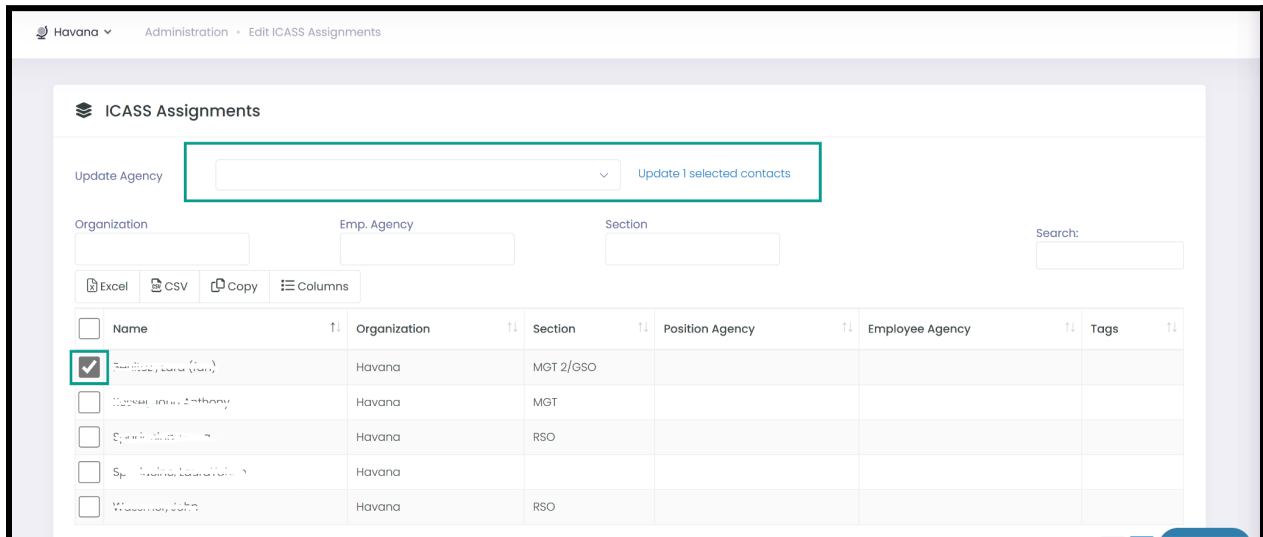 Havana Administration • Edit ICASS Assignments
ICASS Assignments
Update Agency Update 1 selected contacts
Organization Emp. Agency Section Search:
Excel CSV Copy Columns
Name Organization Section Position Agency Employee Agency Tags
Havana MGT 2/GSO
Havana MGT
Havana RSO
Havana
Havana RSO